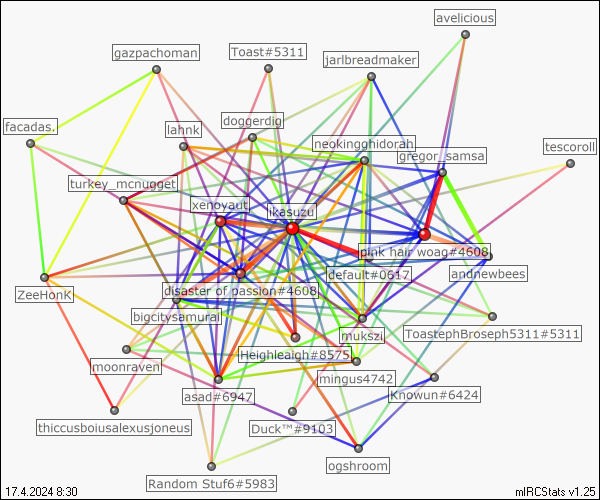 avelicious
gazpachoman
Toast#5311
jarlbreadmaker
doggerdig
facadas.
lahnk
neokingghidorah
gregor_samsa
tescoroll
turkey_mcnugget
xenoyaut
ikasuzu
pink hair woag#4608
default#0617
andnewbees
ZeeHonK
disaster of passion#4608
bigcitysamurai
mukszi
ToastephBroseph5311#5311
Heighleaigh#8575
moonraven
mingus4742
asad#6947
Knowun#6424
thiccusboiusalexusjoneus
Duck™#9103
ogshroom
Random Stuf6#5983
17.4.2024 8:30
mIRCStats v1.25